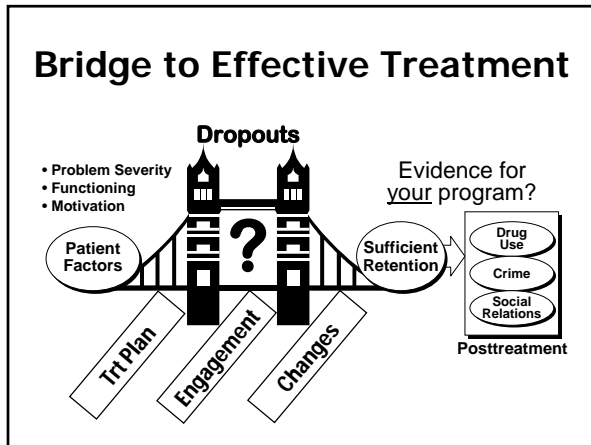 Bridge to Effective Treatment
Dropouts
• Problem Severity
• Functioning
• Motivation
Evidence for
your program?
Patient
Factors
?
Sufficient
Retention
Drug
Use
Crime
Social
Relations
Posttreatment
Trt Plan
Engagement
Changes